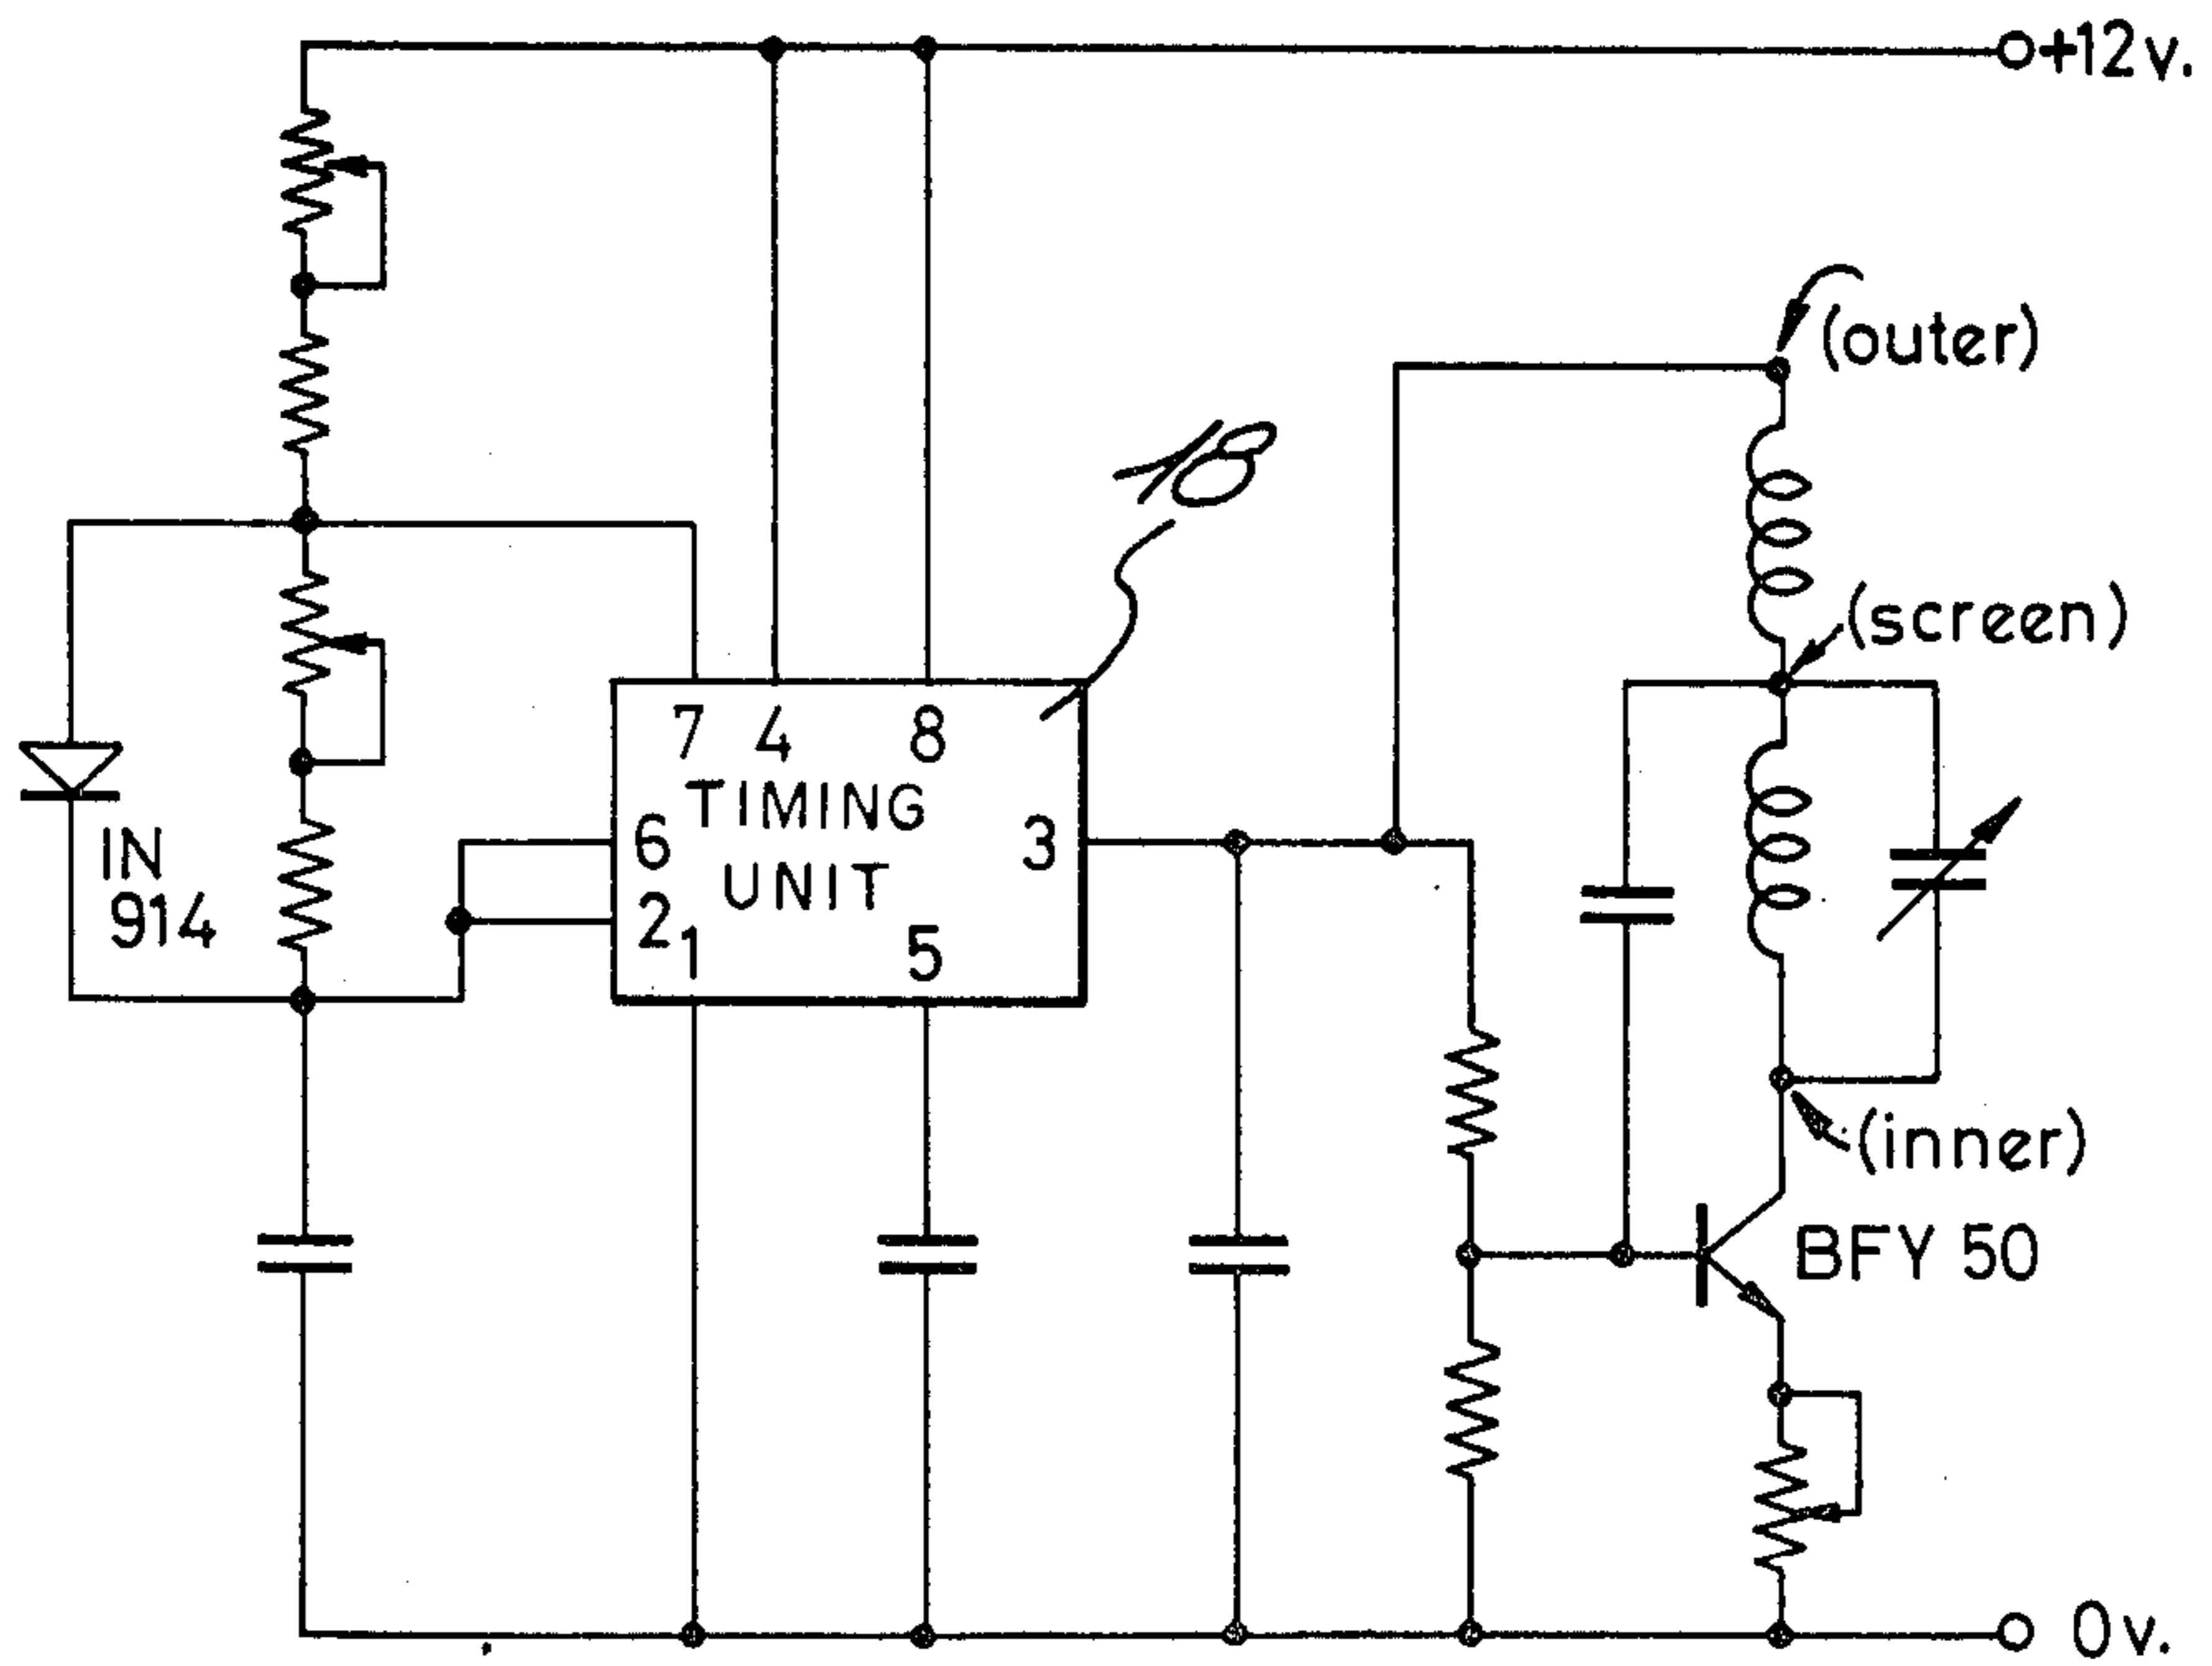 +12v.
(outer)
18
(screen)
7 4 8
TIMING
6 3
UNIT
IN
914
2 1 5
(inner)
BFY 50
0v.